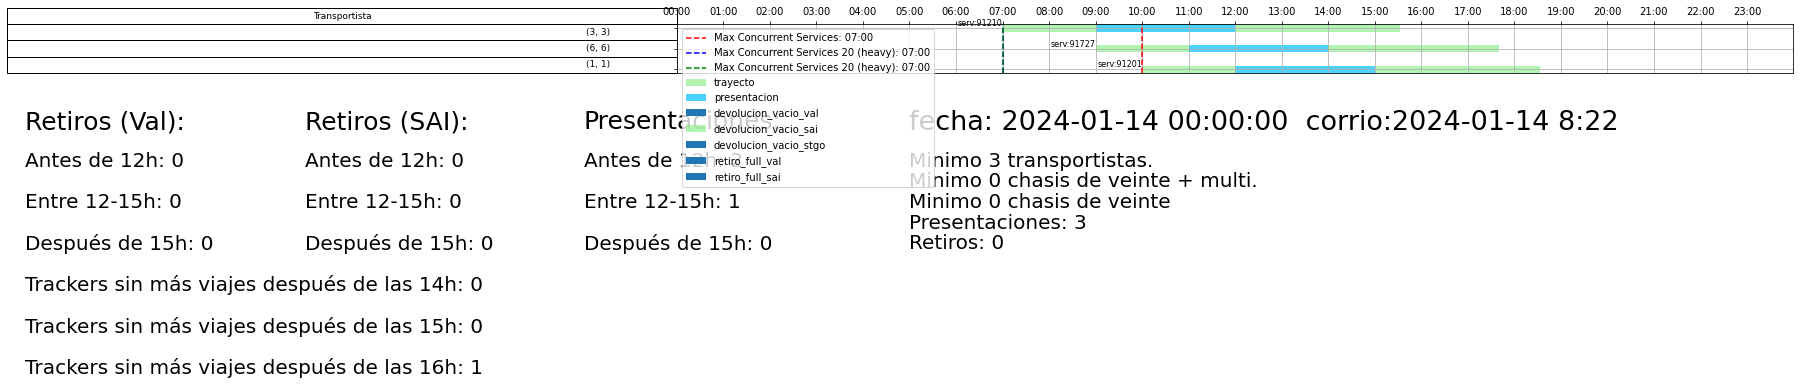 Transportista
(3, 3)
(6, 6)
(1, 1)
00:00 01:00 02:00 03:00 04:00 05:00 06:00 07:00 08:00 09:00 10:00 11:00 12:00 13:00 14:00 15:00 16:00 17:00 18:00 19:00 20:00 21:00 22:00 23:00
serv:91210
serv:91727
serv:91201
Max Concurrent Services: 07:00
Max Concurrent Services 20 (heavy): 07:00
Max Concurrent Services 20 (heavy): 07:00
trayecto
presentacion
devolucion_vacio_val
devolucion_vacio_sai
devolucion_vacio_stgo
retiro_full_val
retiro_full_sai
Retiros (Val):
Antes de 12h: 0
Entre 12-15h: 0
Después de 15h: 0
Trackers sin más viajes después de las 14h: 0
Trackers sin más viajes después de las 15h: 0
Trackers sin más viajes después de las 16h: 1
Retiros (SAI):
Antes de 12h: 0
Entre 12-15h: 0
Después de 15h: 0
Presentaciones
Antes de 12h: 2
Entre 12-15h: 1
Después de 15h: 0
fecha: 2024-01-14 00:00:00  corrio:2024-01-14 8:22
Minimo 3 transportistas.
Minimo 0 chasis de veinte + multi.
Minimo 0 chasis de veinte
Presentaciones: 3
Retiros: 0